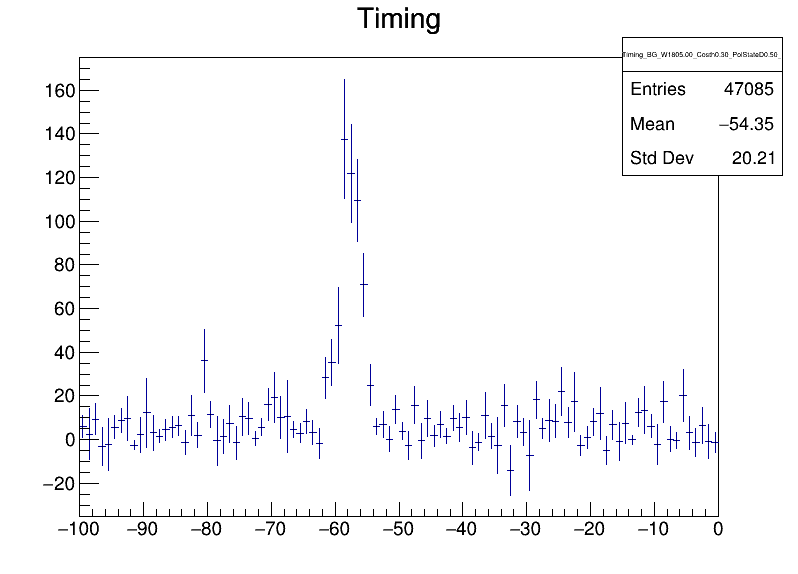 Timing
Timing_BG_W1805.00_Costh0.30_PolStateD0.50_
Entries 47085
Mean −54.35
Std Dev 20.21
160
140
120
100
80
60
40
20
0
−20
−100 −90 −80 −70 −60 −50 −40 −30 −20 −10 0